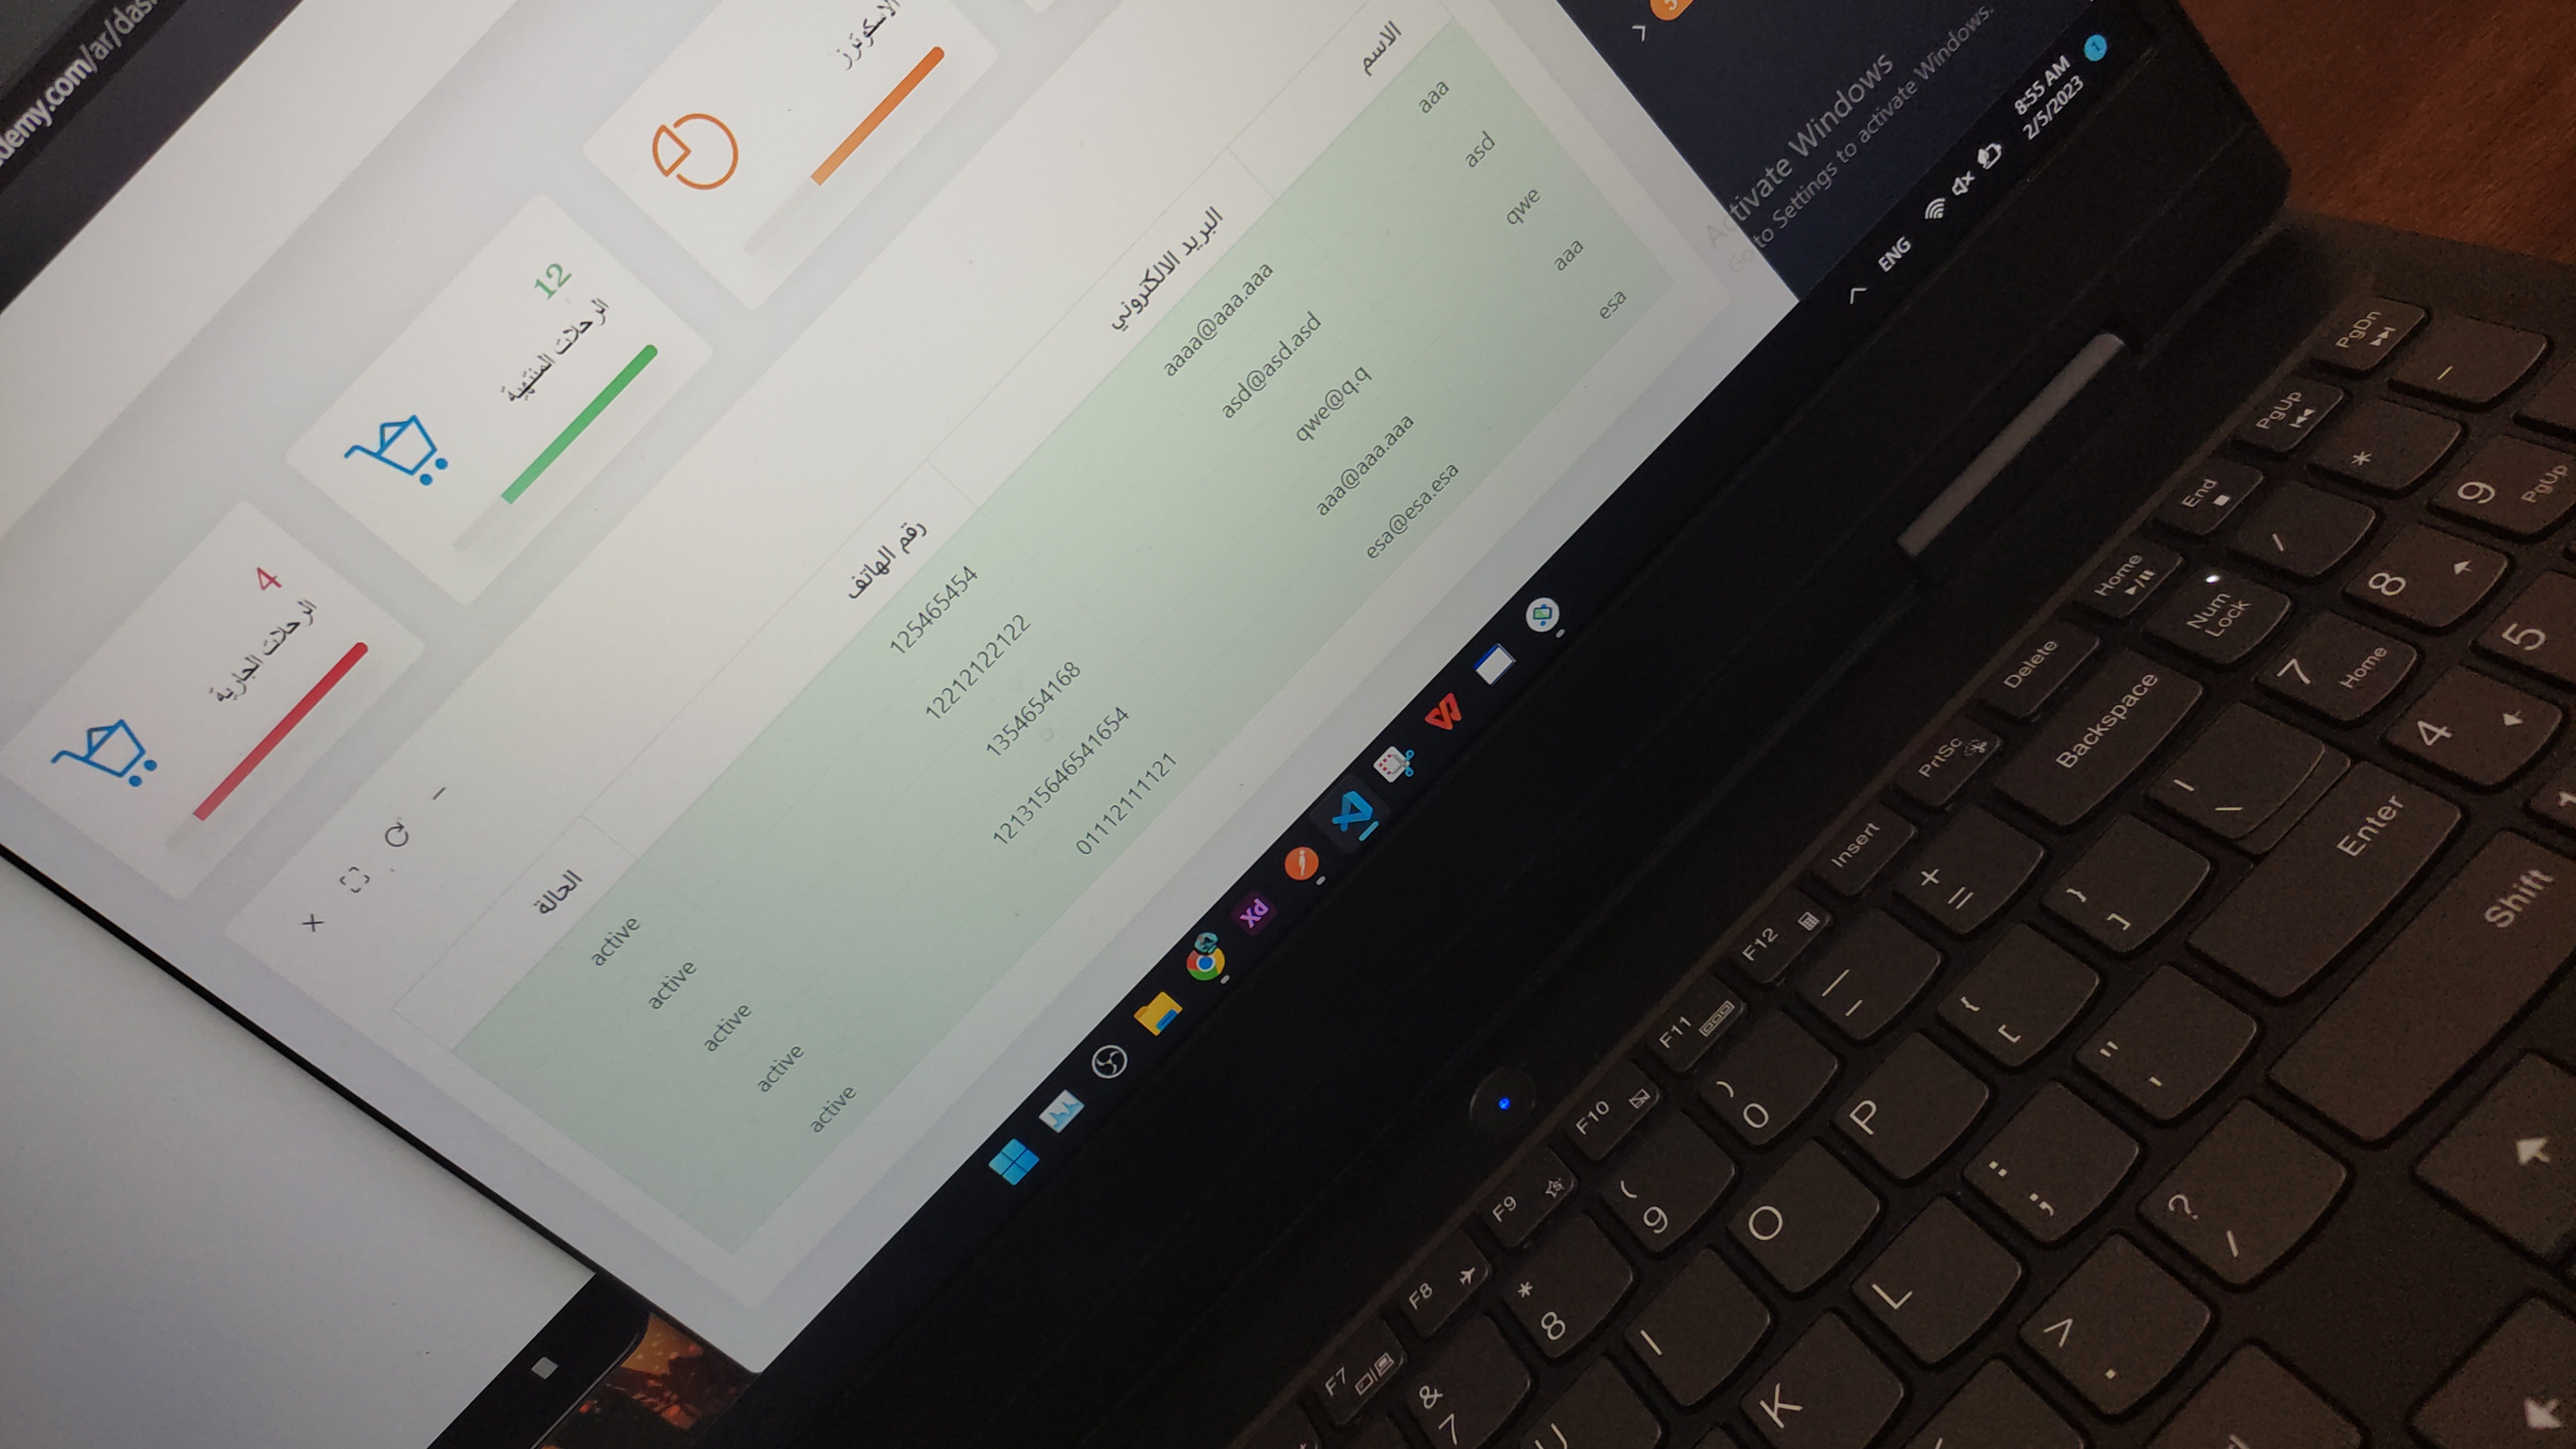 demy.com/ar/das
4
الرحلات الجارية
12
الرحلات المنتهية
الاسكوترز
الاسم
البريد الالكتروني
رقم الهاتف
الحالة
aaa
aaaa@aaa.aaa
125465454
active
asd
asd@asd.asd
12212122122
active
qwe
qwe@q.q
1354654168
active
aaa
aaa@aaa.aaa
121315646541654
active
esa
esa@esa.esa
01112111121
active
Activate Windows
Go to Settings to activate Windows.
Xd
ENG
8:55 AM
2/5/2023
1
F7
F8
F9
F10
F11
F12
Insert
PrtSc
Delete
Home
End
PgUp
PgDn
& 7
* 8
( 9
) 0
_ -
+ =
Backspace
Num Lock
/
*
-
U
I
O
P
{ [
} ]
| \
7 Home
8
9 PgUp
K
L
: ;
" '
Enter
4
5
> .
? /
Shift
1